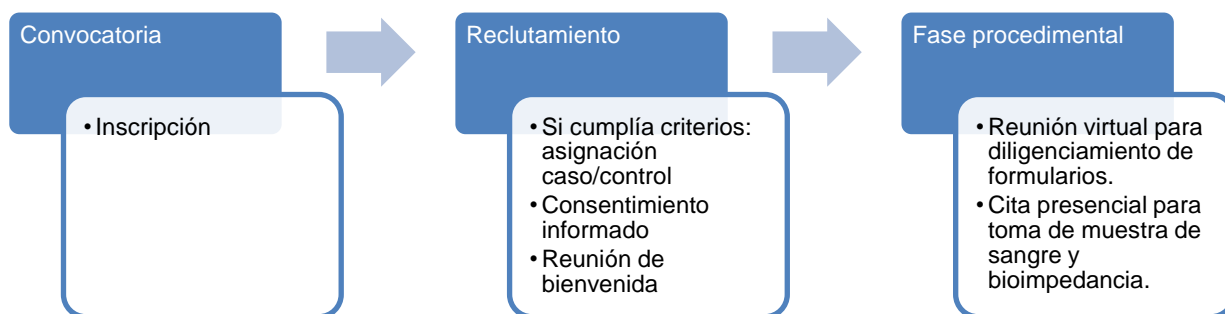 Convocatoria
• Inscripción
Reclutamiento
• Si cumplía criterios:
asignación
caso/control
• Consentimiento
informado
• Reunión de
bienvenida
Fase procedimental
• Reunión virtual para
diligenciamiento de
formularios.
• Cita presencial para
toma de muestra de
sangre y
bioimpedancia.